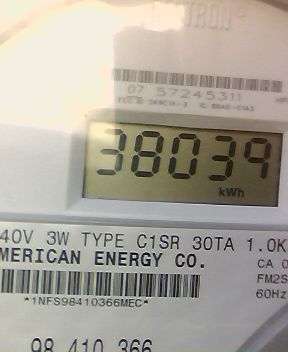 TRON®
07 57245311
38039
kWh
40V 3W TYPE C1SR 30TA 1.0K
MERICAN ENERGY CO.
CA 0
FM2S
60Hz
*1NFS98410366MEC*
98 410 366